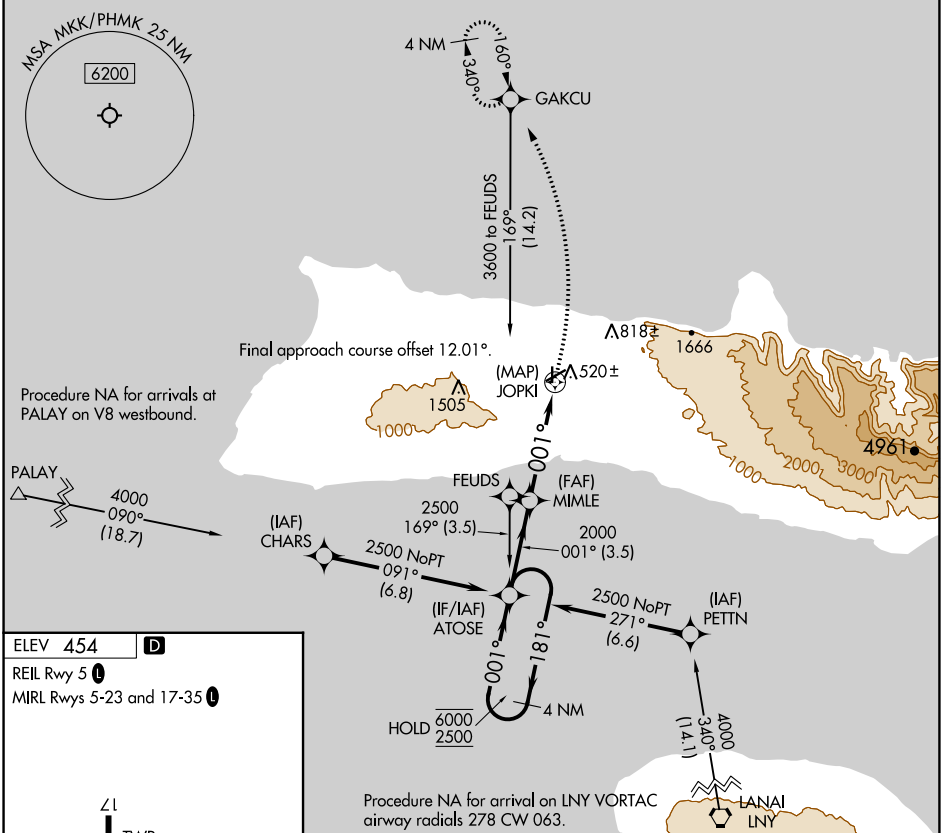 MSA MKK/PHMK 25 NM
6200
4 NM
340°
160°
GAKCU
3600 to FEUDS
169°
(14.2)
Final approach course offset 12.01°.
818±
1666
(MAP)
JOPKI
520±
1505
1000
Procedure NA for arrivals at
PALAY on V8 westbound.
4961
1000
2000
3000
001°
PALAY
4000
090°
(18.7)
FEUDS
(FAF)
MIMLE
2500
169° (3.5)
2000
001° (3.5)
(IAF)
CHARS
2500 NoPT
091°
(6.8)
(IF/IAF)
ATOSE
2500 NoPT
271°
(6.6)
(IAF)
PETTN
001°
181°
4 NM
HOLD
6000
2500
4000
340°
(14.1)
ELEV 454
D
REIL Rwy 5 L
MIRL Rwys 5-23 and 17-35 L
17
TWR
Procedure NA for arrival on LNY VORTAC
airway radials 278 CW 063.
LANAI
LNY